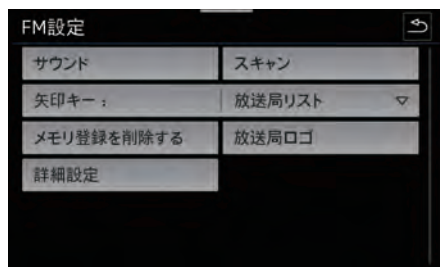 FM設定
サウンド
スキャン
矢印キー：
放送局リスト
メモリ登録を削除する
放送局ロゴ
詳細設定